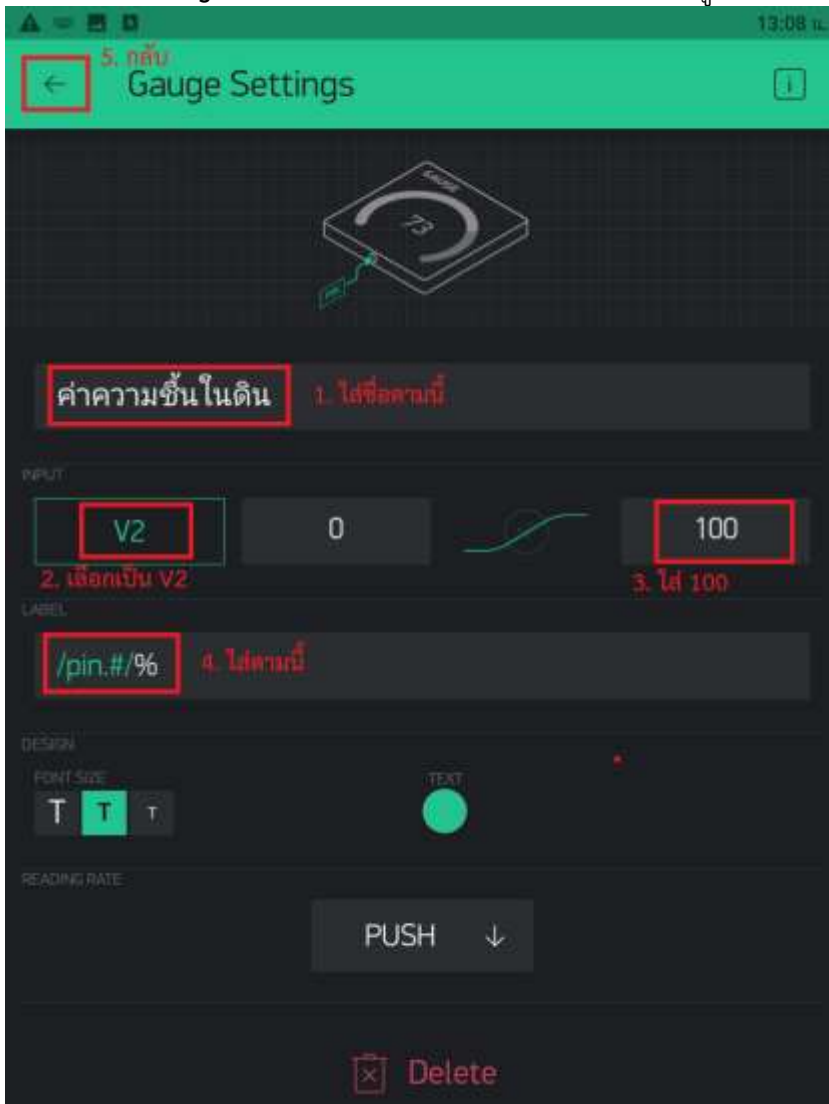 13:08 น.
5. กลับ
Gauge Settings
i
GAUGE
73
PIN
ค่าความชื้นในดิน 1. ใส่ชื่อตามนี้
INPUT
V2 0 100
2. เลือกเป็น V2 3. ใส่ 100
LABEL
/pin.#/% 4. ใส่ตามนี้
DESIGN
FONT SIZE TEXT
T T T
READING RATE
PUSH
Delete